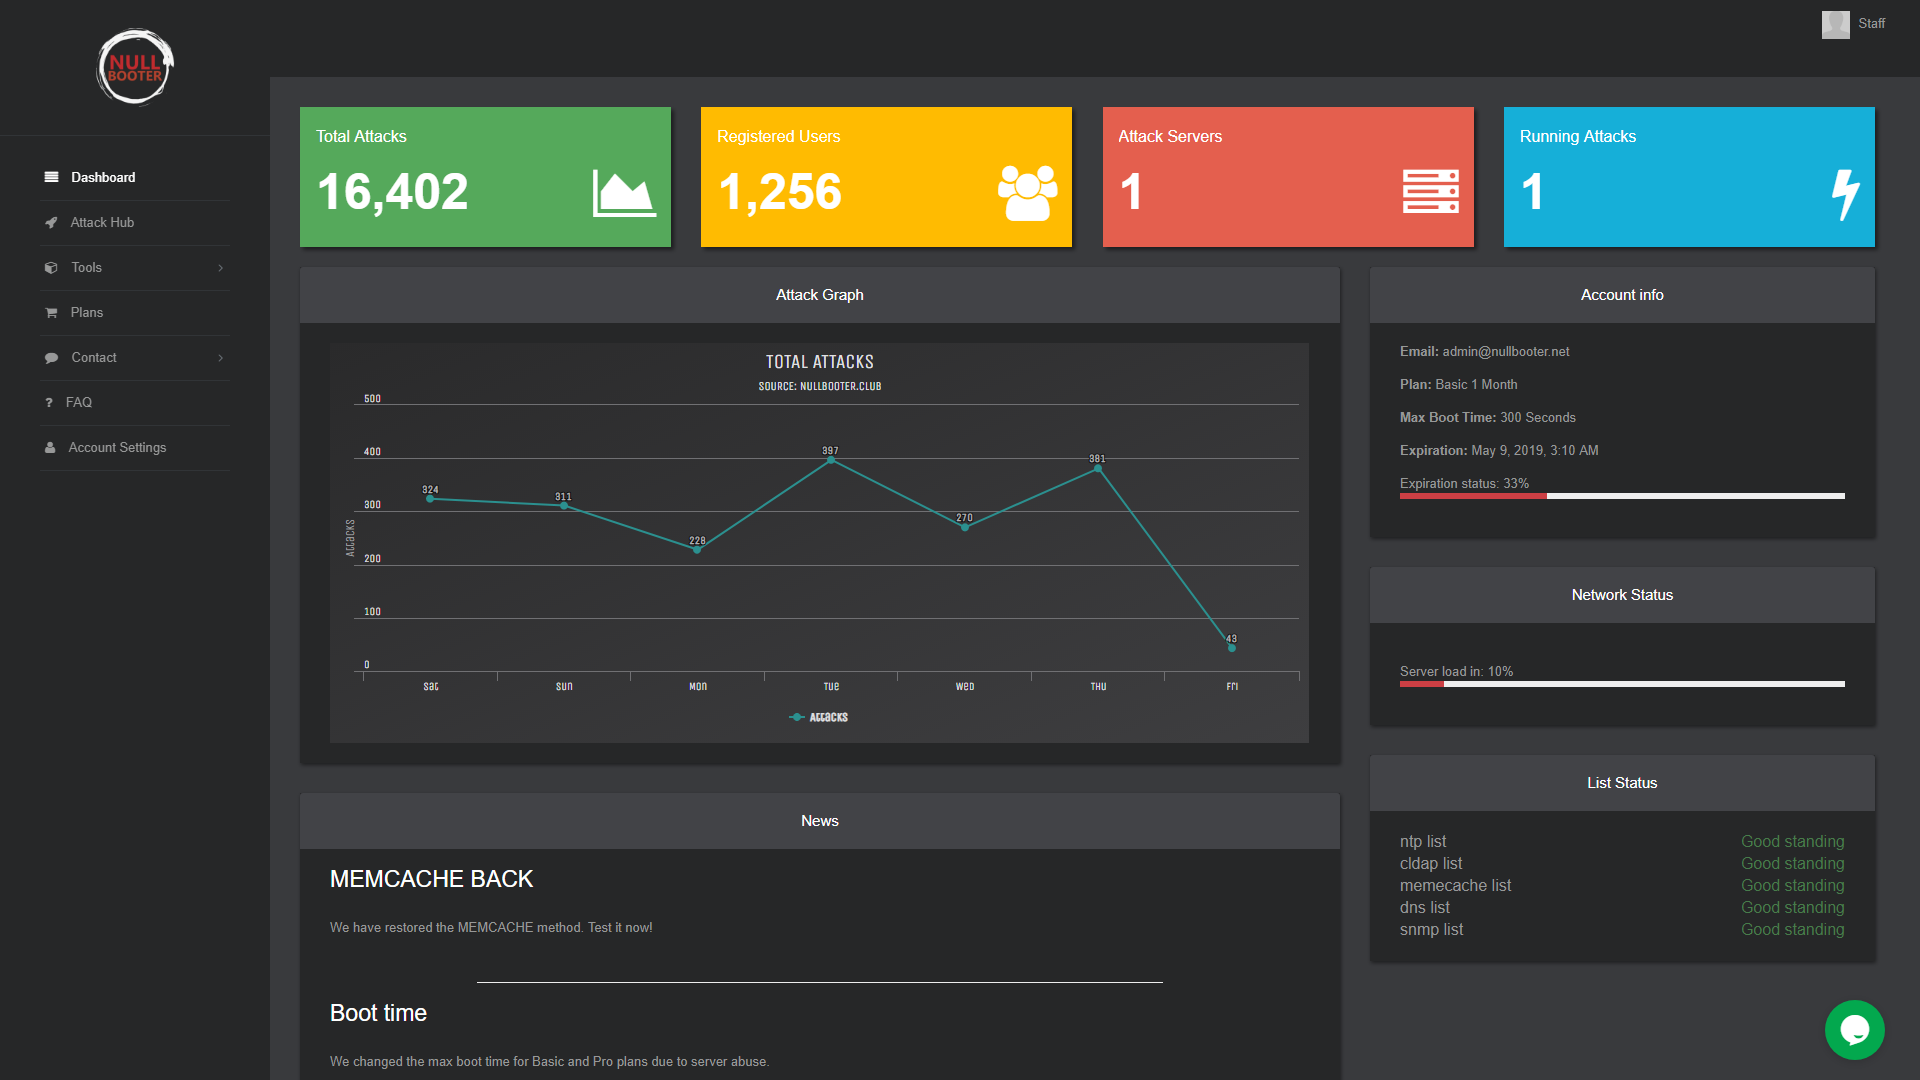 NULL
BOOTER
Staff
Dashboard
Attack Hub
Tools
Plans
Contact
? FAQ
Account Settings
Total Attacks
16,402
Registered Users
1,256
Attack Servers
1
Running Attacks
1
Attack Graph
TOTAL ATTACKS
SOURCE: NULLBOOTER.CLUB
500
400
300
200
100
0
Attacks
324
311
228
397
270
381
43
Sat
Sun
Mon
Tue
Wed
Thu
Fri
Attacks
Account info
Email: admin@nullbooter.net
Plan: Basic 1 Month
Max Boot Time: 300 Seconds
Expiration: May 9, 2019, 3:10 AM
Expiration status: 33%
Network Status
Server load in: 10%
List Status
ntp list Good standing
cldap list Good standing
memecache list Good standing
dns list Good standing
snmp list Good standing
News
MEMCACHE BACK
We have restored the MEMCACHE method. Test it now!
Boot time
We changed the max boot time for Basic and Pro plans due to server abuse.